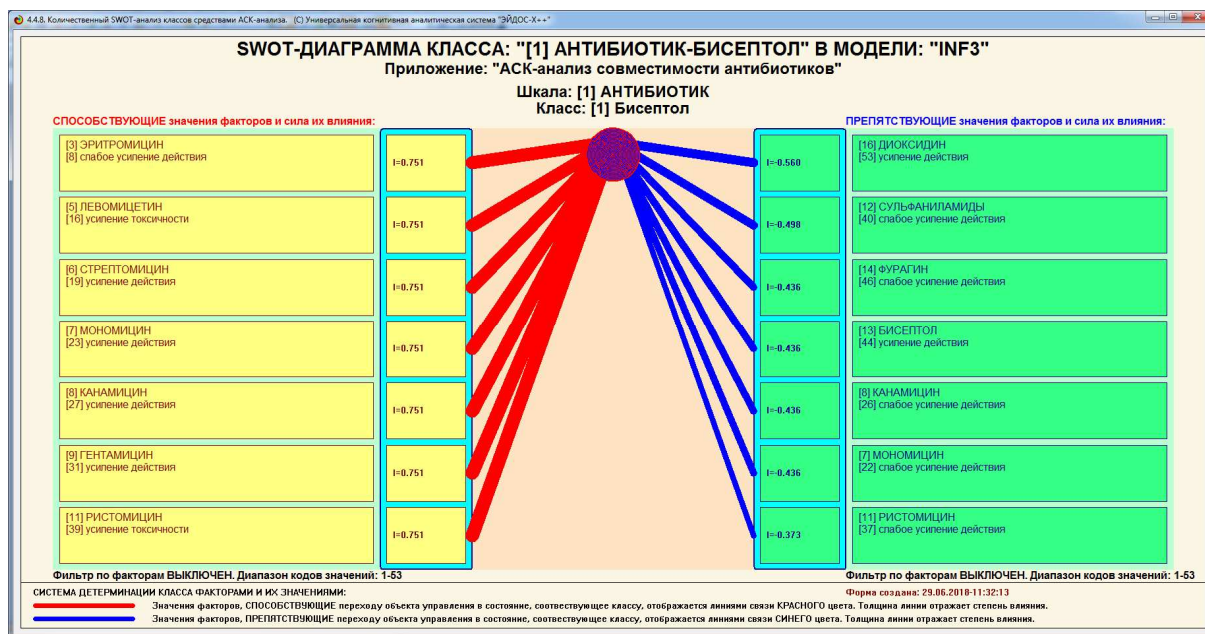 4.4.8. Количественный SWOT-анализ классов средствами АСК-анализа. (С) Универсальная когнитивная аналитическая система "ЭЙДОС-Х++"
SWOT-ДИАГРАММА КЛАССА: "[1] АНТИБИОТИК-БИСЕПТОЛ" В МОДЕЛИ: "INF3"
Приложение: "АСК-анализ совместимости антибиотиков"
Шкала: [1] АНТИБИОТИК
Класс: [1] Бисептол
СПОСОБСТВУЮЩИЕ значения факторов и сила их влияния:
[3] ЭРИТРОМИЦИН
[8] слабое усиление действия
I=0.751
[5] ЛЕВОМИЦЕТИН
[16] усиление токсичности
I=0.751
[6] СТРЕПТОМИЦИН
[19] усиление действия
I=0.751
[7] МОНОМИЦИН
[23] усиление действия
I=0.751
[8] КАНАМИЦИН
[27] усиление действия
I=0.751
[9] ГЕНТАМИЦИН
[31] усиление действия
I=0.751
[11] РИСТОМИЦИН
[39] усиление токсичности
I=0.751
Фильтр по факторам ВЫКЛЮЧЕН. Диапазон кодов значений: 1-53
ПРЕПЯТСТВУЮЩИЕ значения факторов и сила их влияния:
I=-0.560
[16] ДИОКСИДИН
[53] усиление действия
I=-0.498
[12] СУЛЬФАНИЛАМИДЫ
[40] слабое усиление действия
I=-0.436
[14] ФУРАГИН
[46] слабое усиление действия
I=-0.436
[13] БИСЕПТОЛ
[44] усиление действия
I=-0.436
[8] КАНАМИЦИН
[26] слабое усиление действия
I=-0.436
[7] МОНОМИЦИН
[22] слабое усиление действия
I=-0.373
[11] РИСТОМИЦИН
[37] слабое усиление действия
Фильтр по факторам ВЫКЛЮЧЕН. Диапазон кодов значений: 1-53
СИСТЕМА ДЕТЕРМИНАЦИИ КЛАССА ФАКТОРАМИ И ИХ ЗНАЧЕНИЯМИ:
Форма создана: 29.06.2018-11:32:13
Значения факторов, СПОСОБСТВУЮЩИЕ переходу объекта управления в состояние, соотвествующее классу, отображается линиями связи КРАСНОГО цвета. Толщина линии отражает степень влияния.
Значения факторов, ПРЕПЯТСТВУЮЩИЕ переходу объекта управления в состояние, соотвествующее классу, отображается линиями связи СИНЕГО цвета. Толщина линии отражает степень влияния.